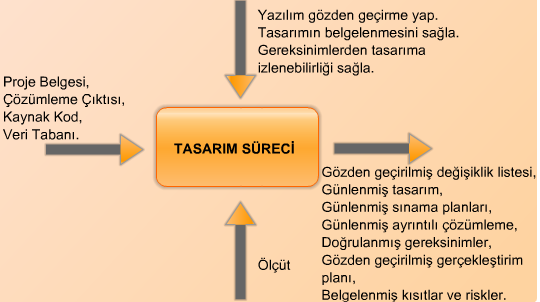 Yazılım gözden geçirme yap.
Tasarımın belgelenmesini sağla.
Gereksinimlerden tasarıma
izlenebilirliği sağla.
Proje Belgesi,
Çözümleme Çıktısı,
Kaynak Kod,
Veri Tabanı.
TASARIM SÜRECİ
Gözden geçirilmiş değişiklik listesi,
Günlenmiş tasarım,
Günlenmiş sınama planları,
Günlenmiş ayrıntılı çözümleme,
Doğrulanmış gereksinimler,
Gözden geçirilmiş gerçekleştirim
planı,
Belgelenmiş kısıtlar ve riskler.
Ölçüt